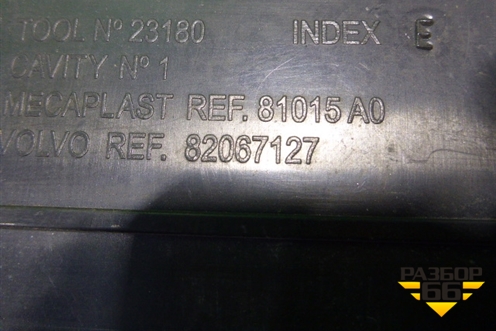 TOOL Nº 23180 INDEX E
CAVITY Nº 1
MECAPLAST REF. 81015 A0
VOLVO REF. 82067127
РАЗБОР
66